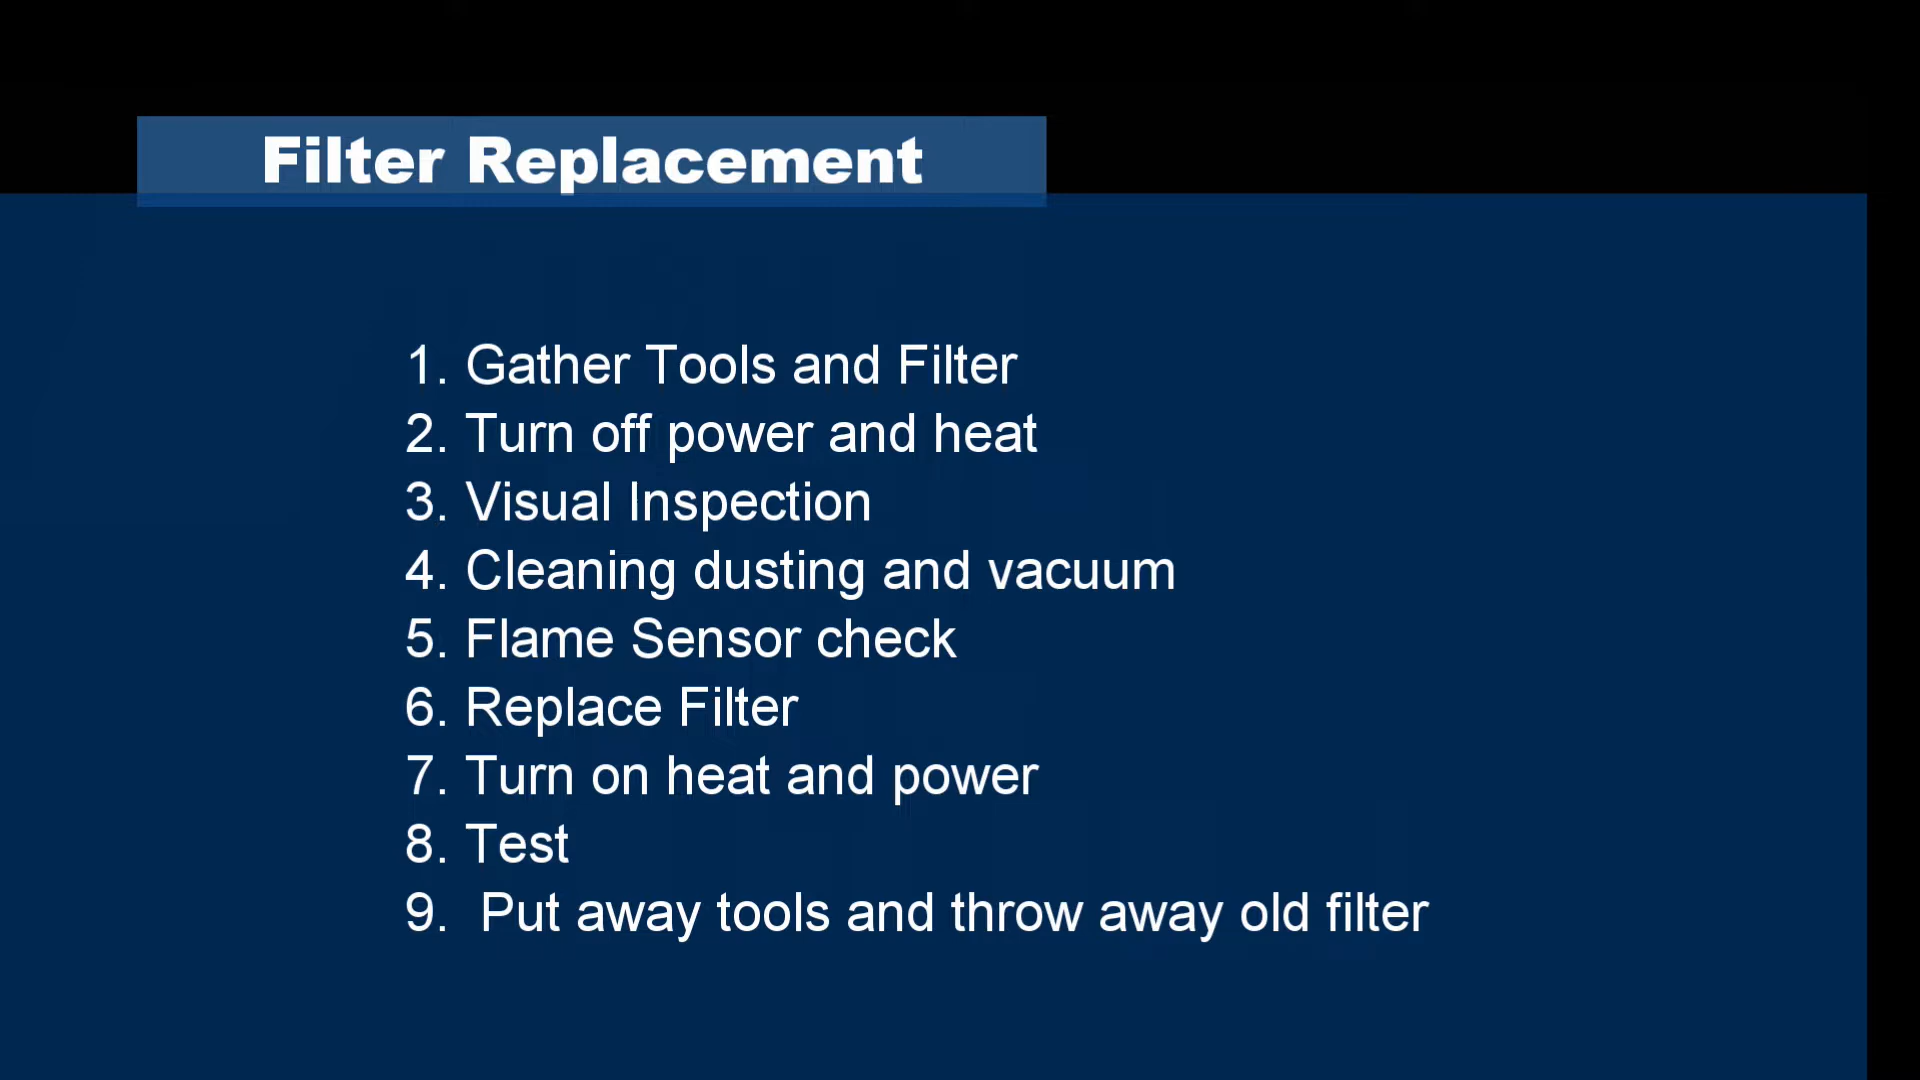 Filter Replacement
1. Gather Tools and Filter
2. Turn off power and heat
3. Visual Inspection
4. Cleaning dusting and vacuum
5. Flame Sensor check
6. Replace Filter
7. Turn on heat and power
8. Test
9. Put away tools and throw away old filter